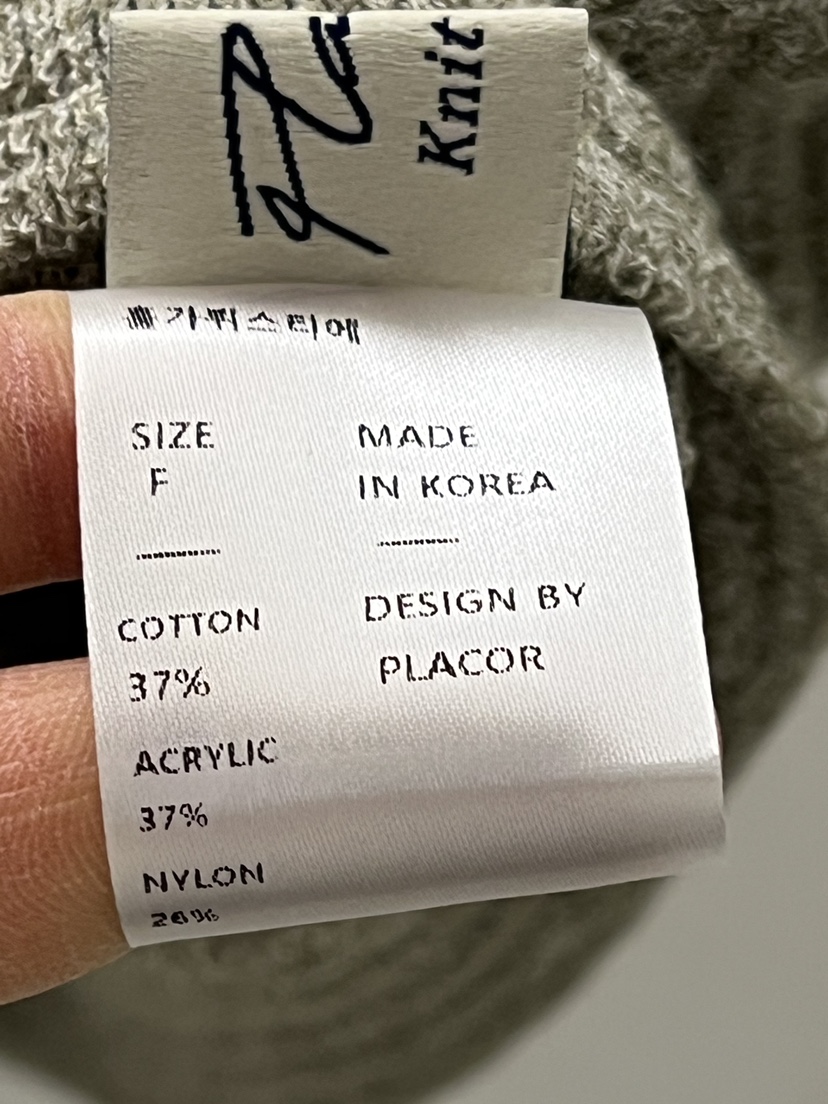 Knit
SIZE
F
MADE
IN KOREA
COTTON
37%
ACRYLIC
37%
NYLON
26%
DESIGN BY
PLACOR